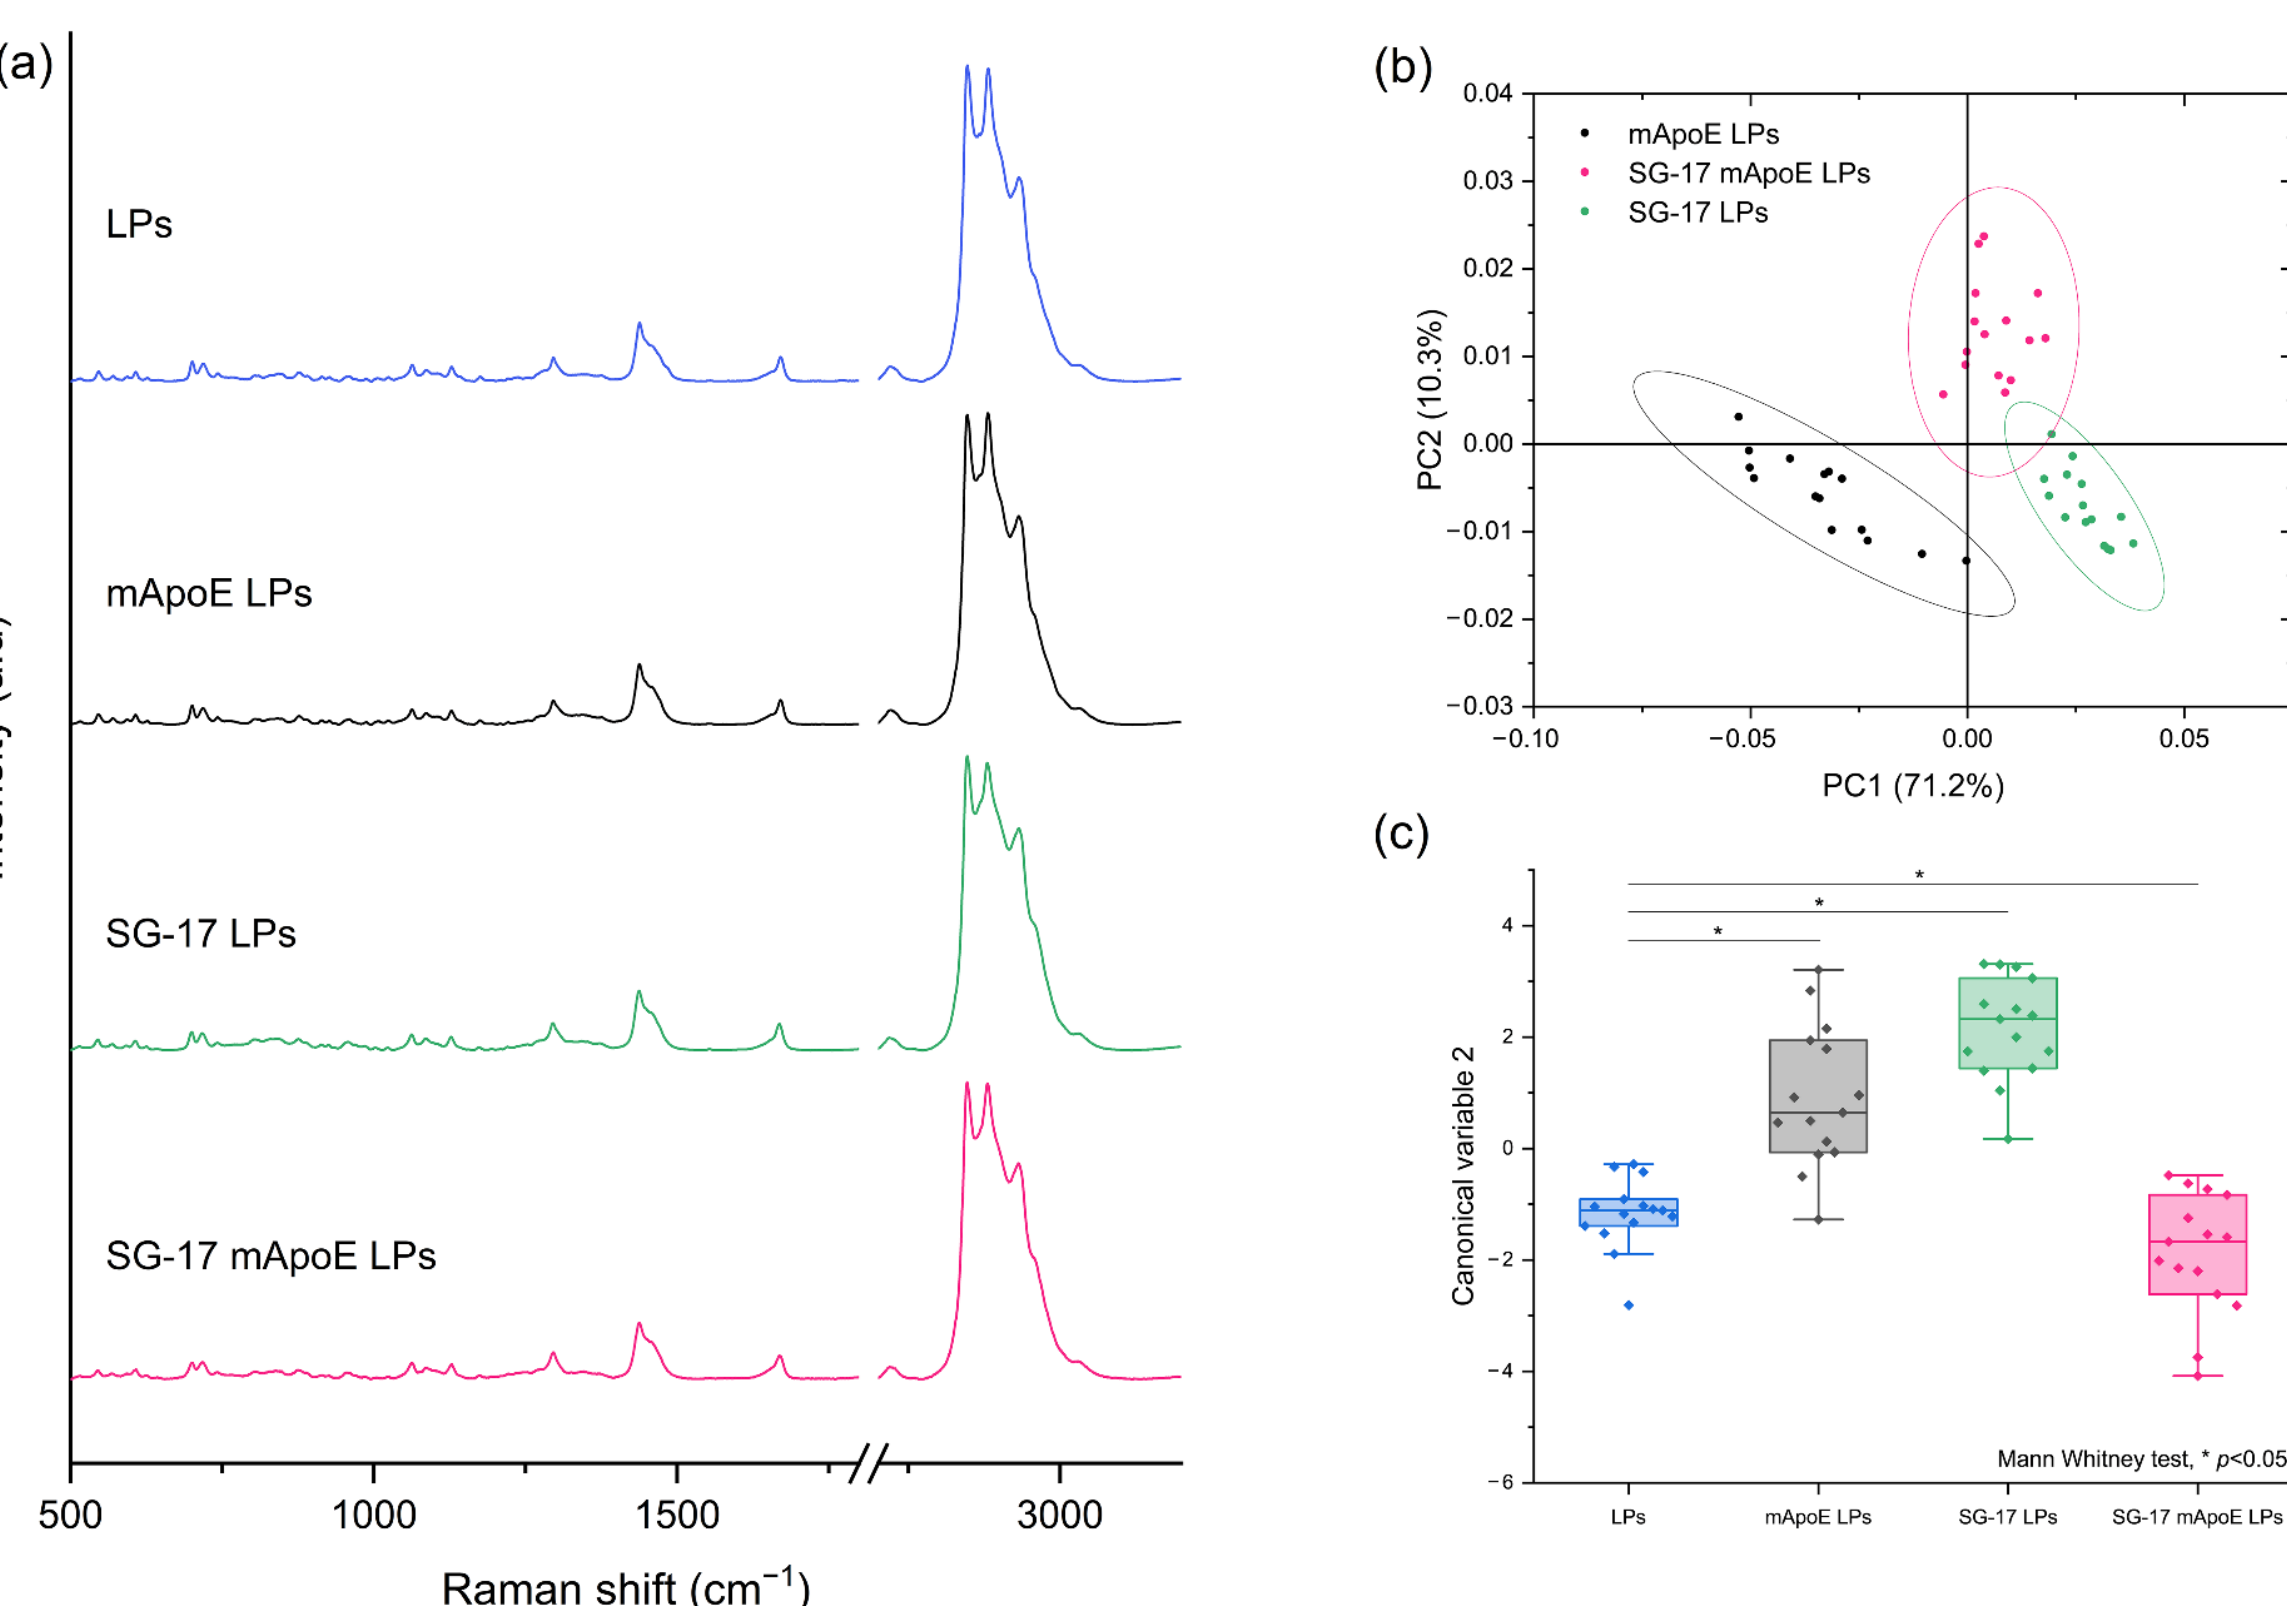 (a)
LPs
mApoE LPs
SG-17 LPs
SG-17 mApoE LPs
500
1000
1500
3000
Raman shift (cm⁻¹)
(b)
mApoE LPs
SG-17 mApoE LPs
SG-17 LPs
0.04
0.03
0.02
0.01
0.00
−0.01
−0.02
−0.03
PC2 (10.3%)
−0.10
−0.05
0.00
0.05
PC1 (71.2%)
(c)
*
*
*
4
2
0
−2
−4
−6
Canonical variable 2
Mann Whitney test, * p<0.05
LPs
mApoE LPs
SG-17 LPs
SG-17 mApoE LPs